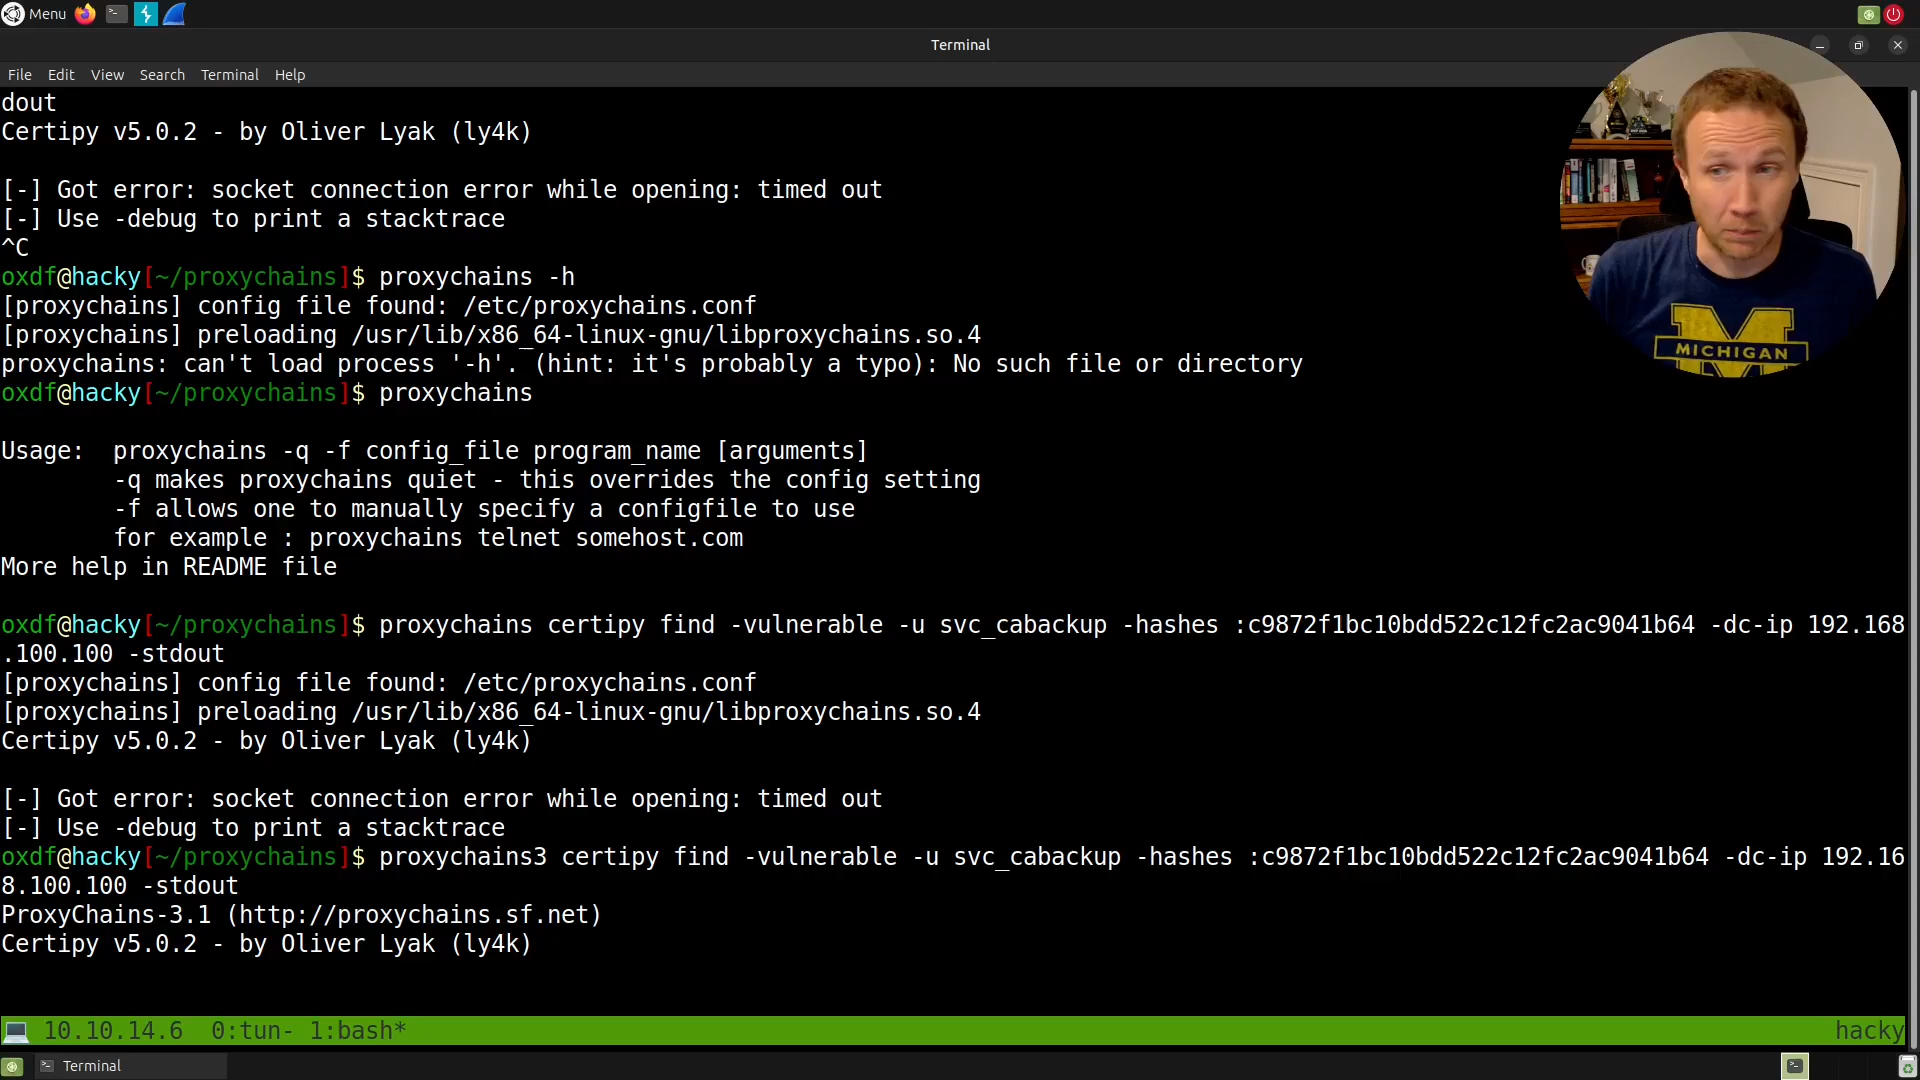 Menu
Terminal
File Edit View Search Terminal Help
dout
Certipy v5.0.2 - by Oliver Lyak (ly4k)
[-] Got error: socket connection error while opening: timed out
[-] Use -debug to print a stacktrace
^C
oxdf@hacky[~/proxychains]$ proxychains -h
[proxychains] config file found: /etc/proxychains.conf
[proxychains] preloading /usr/lib/x86_64-linux-gnu/libproxychains.so.4
proxychains: can't load process '-h'. (hint: it's probably a typo): No such file or directory
oxdf@hacky[~/proxychains]$ proxychains
Usage:  proxychains -q -f config_file program_name [arguments]
-q makes proxychains quiet - this overrides the config setting
-f allows one to manually specify a configfile to use
for example : proxychains telnet somehost.com
More help in README file
oxdf@hacky[~/proxychains]$ proxychains certipy find -vulnerable -u svc_cabackup -hashes :c9872f1bc10bdd522c12fc2ac9041b64 -dc-ip 192.168
.100.100 -stdout
[proxychains] config file found: /etc/proxychains.conf
[proxychains] preloading /usr/lib/x86_64-linux-gnu/libproxychains.so.4
Certipy v5.0.2 - by Oliver Lyak (ly4k)
[-] Got error: socket connection error while opening: timed out
[-] Use -debug to print a stacktrace
oxdf@hacky[~/proxychains]$ proxychains3 certipy find -vulnerable -u svc_cabackup -hashes :c9872f1bc10bdd522c12fc2ac9041b64 -dc-ip 192.16
8.100.100 -stdout
ProxyChains-3.1 (http://proxychains.sf.net)
Certipy v5.0.2 - by Oliver Lyak (ly4k)
MICHIGAN
10.10.14.6 0:tun- 1:bash* hacky
Terminal